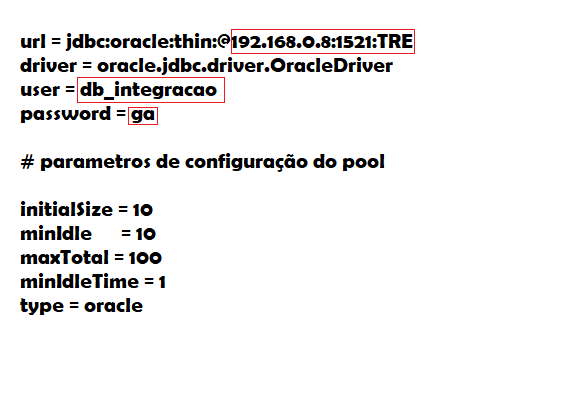 url = jdbc:oracle:thin:@192.168.0.8:1521:TRE
driver = oracle.jdbc.driver.OracleDriver
user = db_integracao
password = ga
# parametros de configuração do pool
initialSize = 10
minIdle = 10
maxTotal = 100
minIdleTime = 1
type = oracle